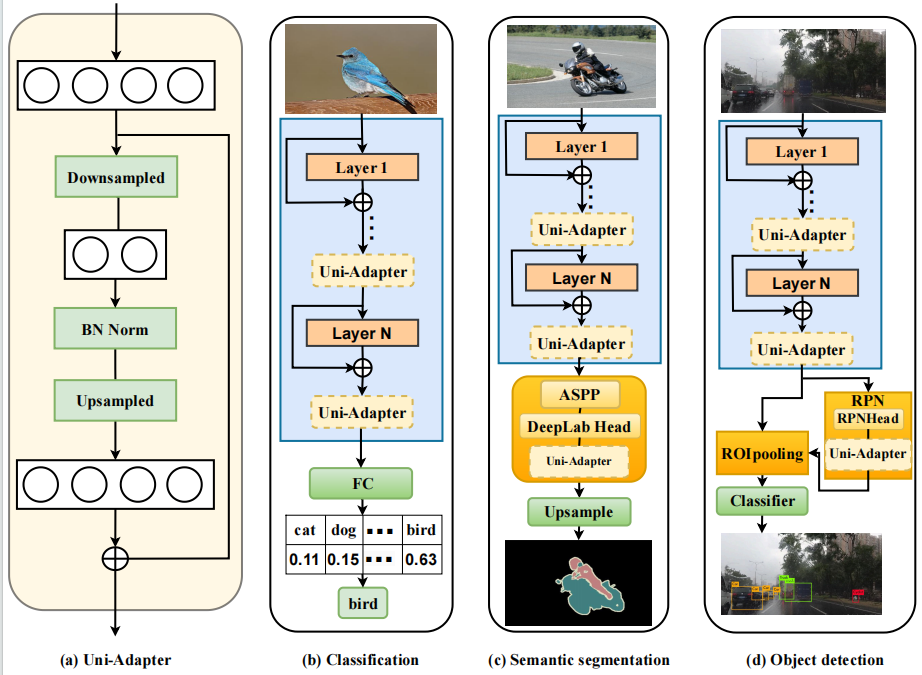 Downsampled
BN Norm
Upsampled
(a) Uni-Adapter
Layer 1
Uni-Adapter
Layer N
Uni-Adapter
FC
cat dog ... bird
0.11 0.15 ... 0.63
bird
(b) Classification
Layer 1
Uni-Adapter
Layer N
Uni-Adapter
ASPP
DeepLab Head
Uni-Adapter
Upsample
(c) Semantic segmentation
Layer 1
Uni-Adapter
Layer N
Uni-Adapter
RPN
RPNHead
Uni-Adapter
ROIpooling
Classifier
(d) Object detection